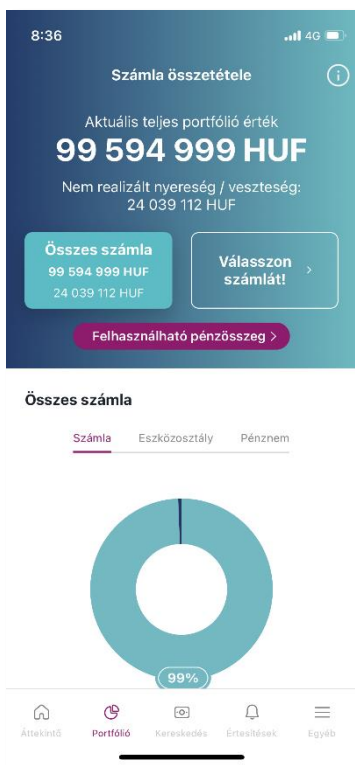 8:36
4G
Számla összetétele
Aktuális teljes portfólió érték
99 594 999 HUF
Nem realizált nyereség / veszteség:
24 039 112 HUF
Összes számla
99 594 999 HUF
24 039 112 HUF
Válasszon
számlát!
Felhasználható pénzösszeg >
Összes számla
Számla Eszközosztály Pénznem
99%
Áttekintő Portfólió Kereskedés Értesítések Egyéb